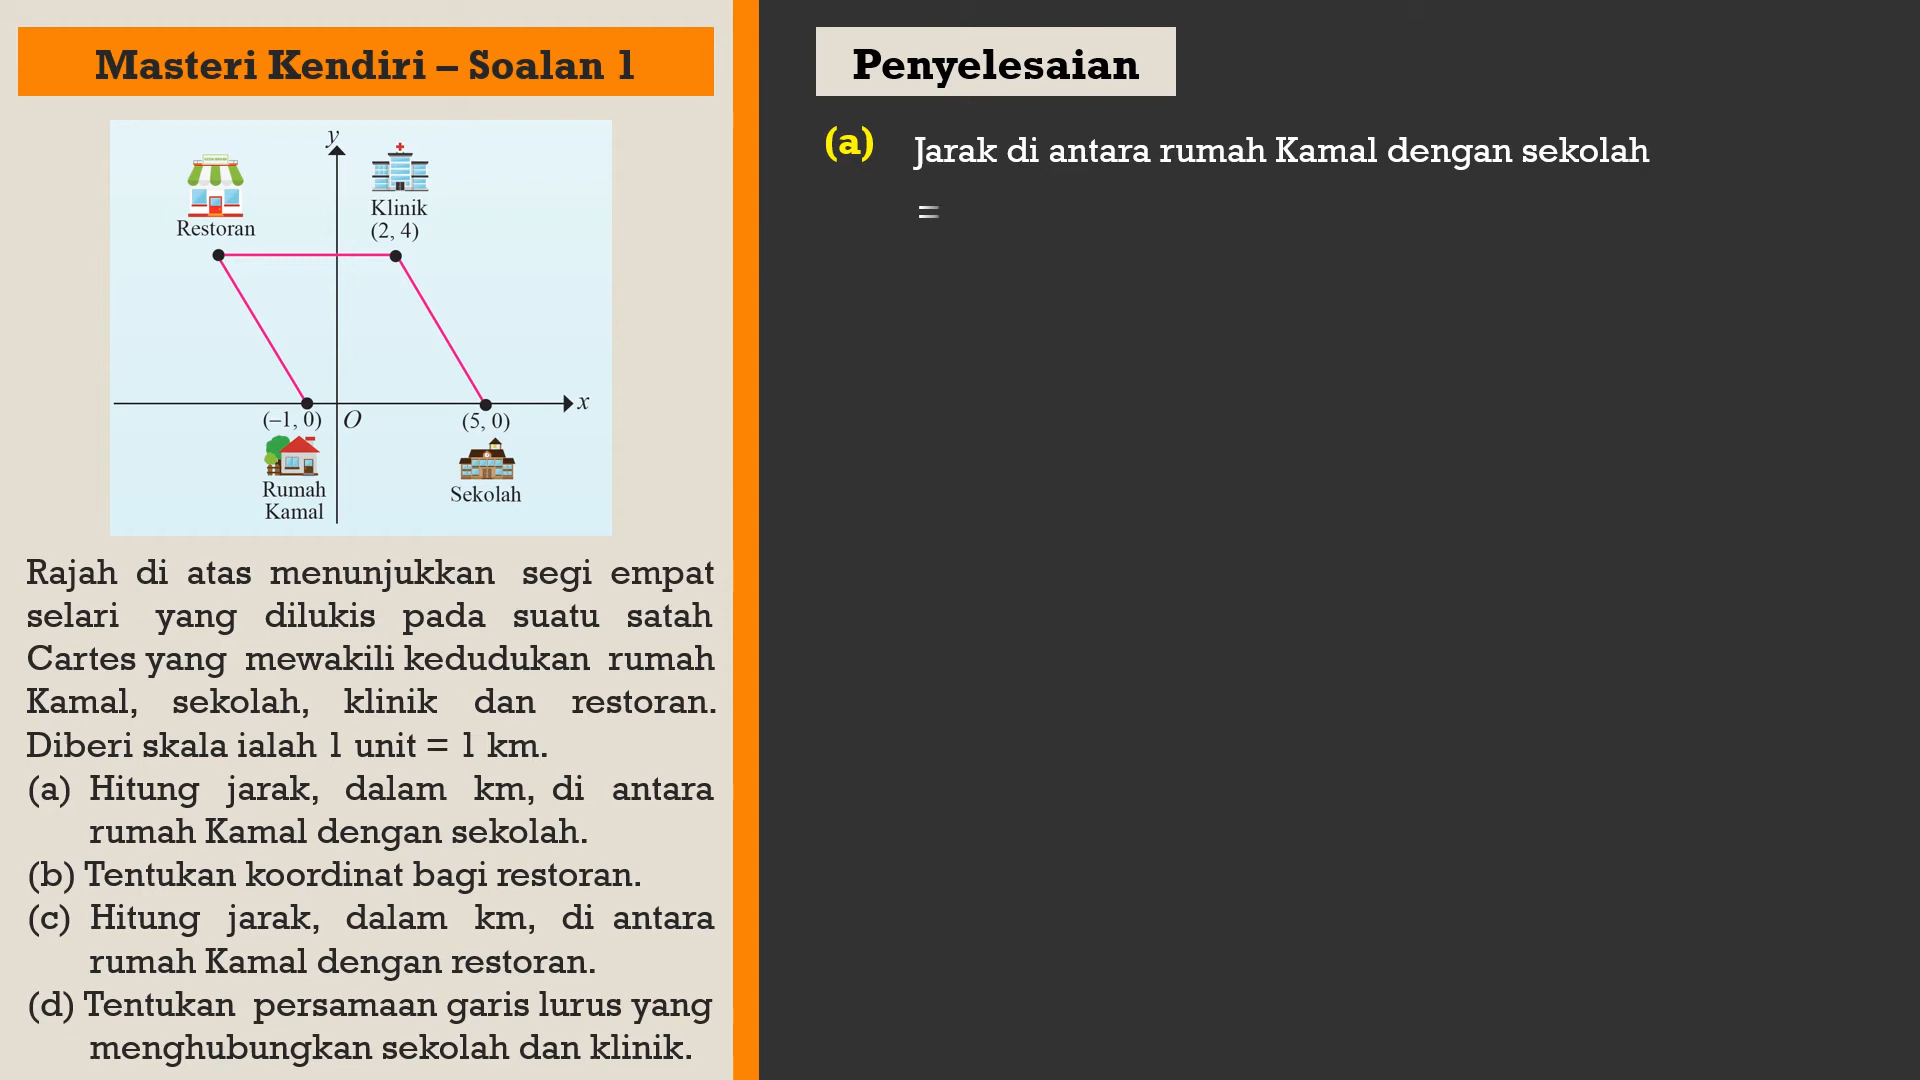 Masteri Kendiri – Soalan 1
y
Restoran
Klinik
(2, 4)
x
(–1, 0)
O
(5, 0)
Rumah
Kamal
Sekolah
Rajah di atas menunjukkan segi empat
selari yang dilukis pada suatu satah
Cartes yang mewakili kedudukan rumah
Kamal, sekolah, klinik dan restoran.
Diberi skala ialah 1 unit = 1 km.
(a) Hitung jarak, dalam km, di antara
rumah Kamal dengan sekolah.
(b) Tentukan koordinat bagi restoran.
(c) Hitung jarak, dalam km, di antara
rumah Kamal dengan restoran.
(d) Tentukan persamaan garis lurus yang
menghubungkan sekolah dan klinik.
Penyelesaian
(a) Jarak di antara rumah Kamal dengan sekolah
=